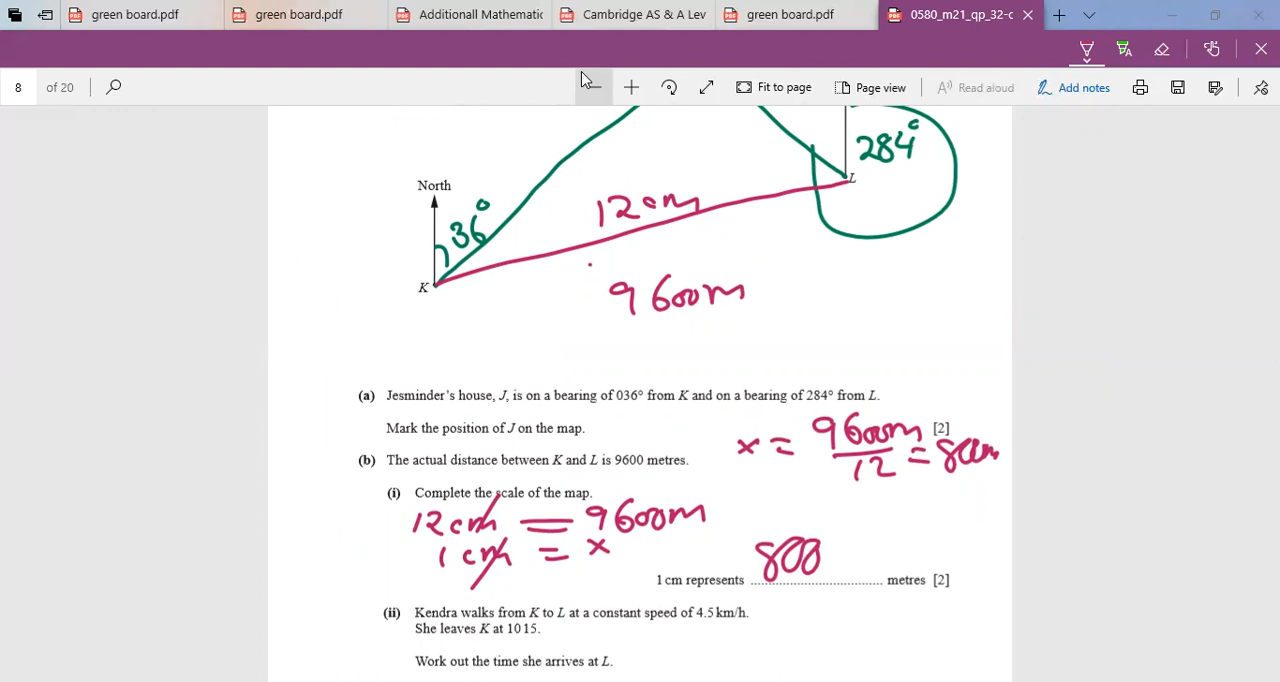 green board.pdf
green board.pdf
Additionall Mathematic
Cambridge AS & A Lev
green board.pdf
0580_m21_qp_32-c
8 of 20
Fit to page
Page view
Read aloud
Add notes
284°
L
North
36°
12cm
K
9600m
(a) Jesminder's house, J, is on a bearing of 036° from K and on a bearing of 284° from L.
Mark the position of J on the map. [2]
x = 9600m / 12 = 800m
(b) The actual distance between K and L is 9600 metres.
(i) Complete the scale of the map.
12cm = 9600m
1cm = x
800
1 cm represents .............................. metres [2]
(ii) Kendra walks from K to L at a constant speed of 4.5 km/h.
She leaves K at 10 15.
Work out the time she arrives at L.